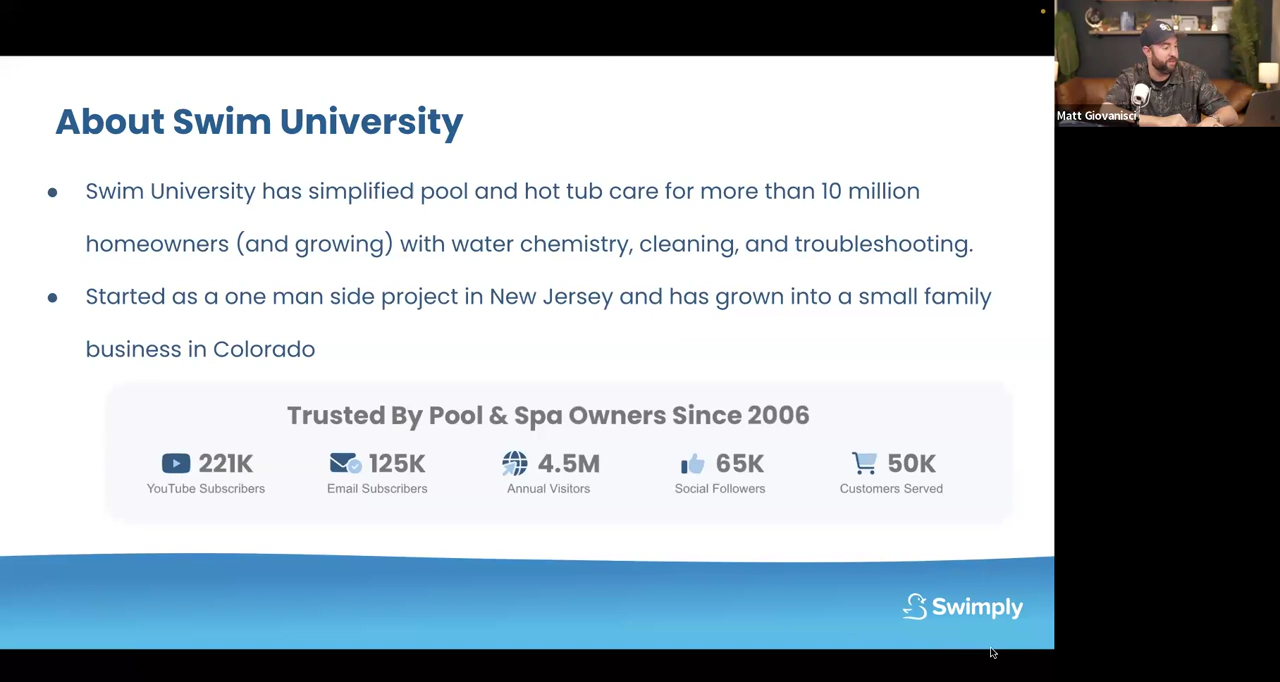 About Swim University
● Swim University has simplified pool and hot tub care for more than 10 million
homeowners (and growing) with water chemistry, cleaning, and troubleshooting.
● Started as a one man side project in New Jersey and has grown into a small family
business in Colorado
Trusted By Pool & Spa Owners Since 2006
221K 125K 4.5M 65K 50K
YouTube Subscribers Email Subscribers Annual Visitors Social Followers Customers Served
Swimply
Matt Giovanisci